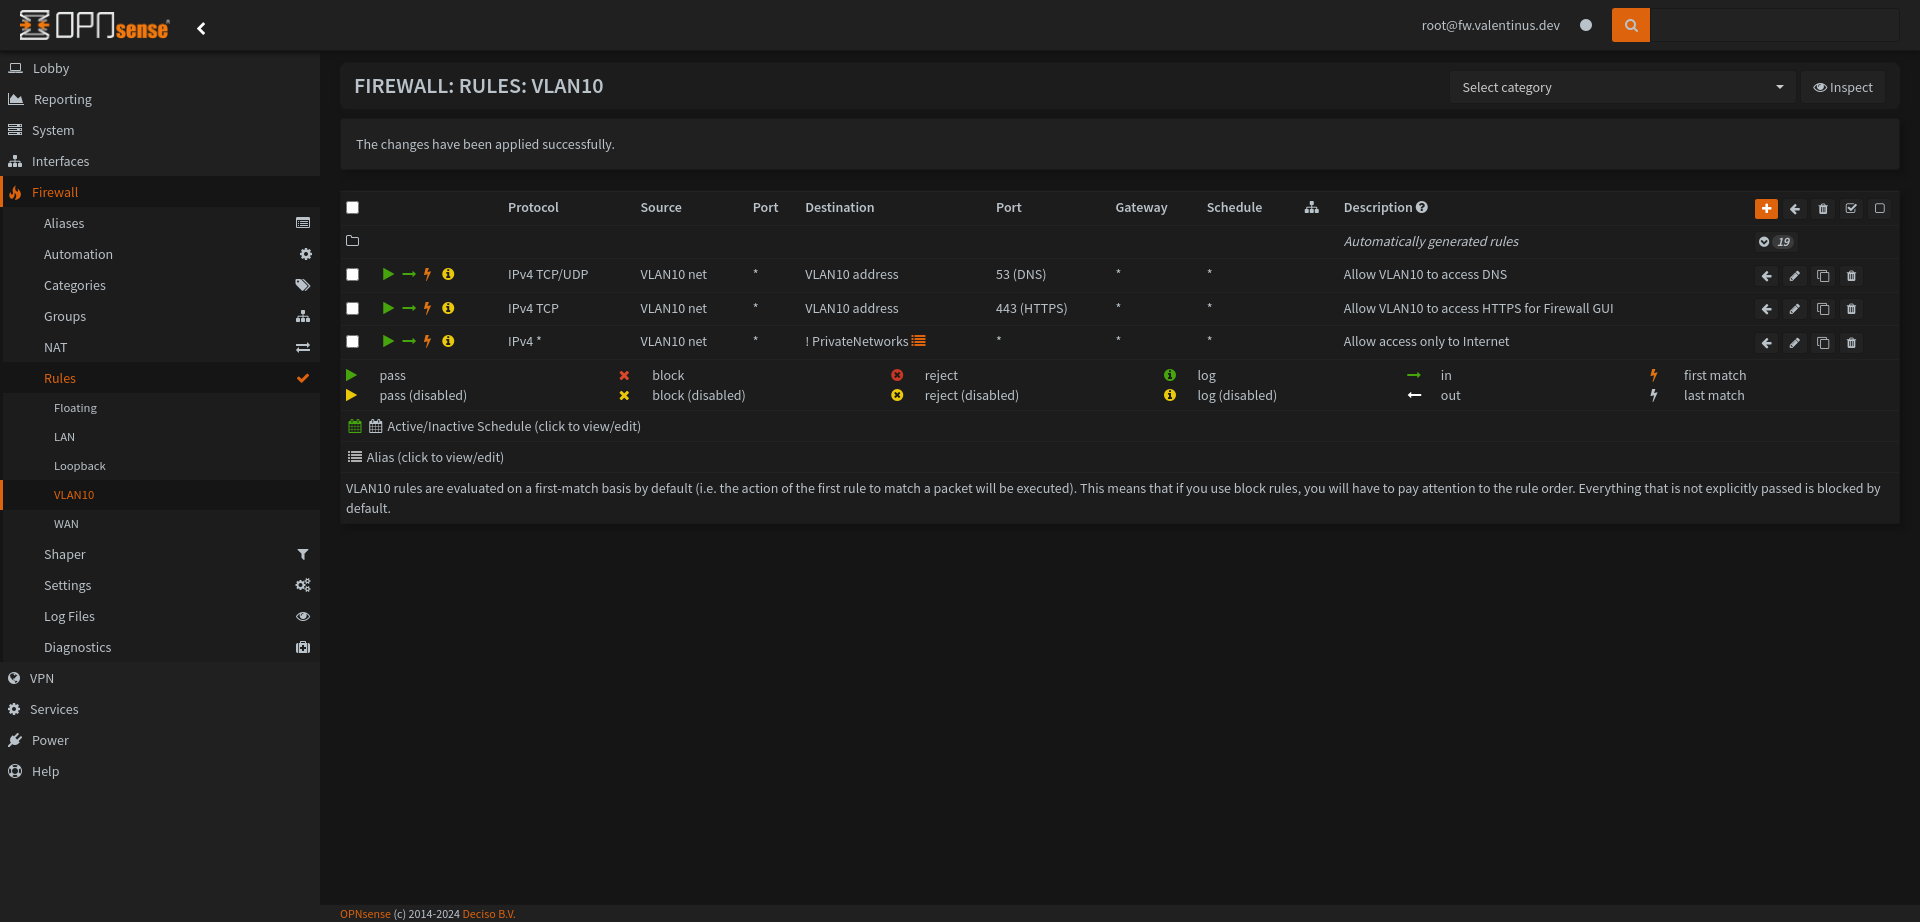 OPNsense
root@fw.valentinus.dev
Lobby
Reporting
System
Interfaces
Firewall
Aliases
Automation
Categories
Groups
NAT
Rules
Floating
LAN
Loopback
VLAN10
WAN
Shaper
Settings
Log Files
Diagnostics
VPN
Services
Power
Help
FIREWALL: RULES: VLAN10
Select category
Inspect
The changes have been applied successfully.
Protocol Source Port Destination Port Gateway Schedule Description
Automatically generated rules 19
IPv4 TCP/UDP VLAN10 net * VLAN10 address 53 (DNS) * * Allow VLAN10 to access DNS
IPv4 TCP VLAN10 net * VLAN10 address 443 (HTTPS) * * Allow VLAN10 to access HTTPS for Firewall GUI
IPv4 * VLAN10 net * ! PrivateNetworks * * * Allow access only to Internet
pass block reject log in first match
pass (disabled) block (disabled) reject (disabled) log (disabled) out last match
Active/Inactive Schedule (click to view/edit)
Alias (click to view/edit)
VLAN10 rules are evaluated on a first-match basis by default (i.e. the action of the first rule to match a packet will be executed). This means that if you use block rules, you will have to pay attention to the rule order. Everything that is not explicitly passed is blocked by
default.
OPNsense (c) 2014-2024 Deciso B.V.